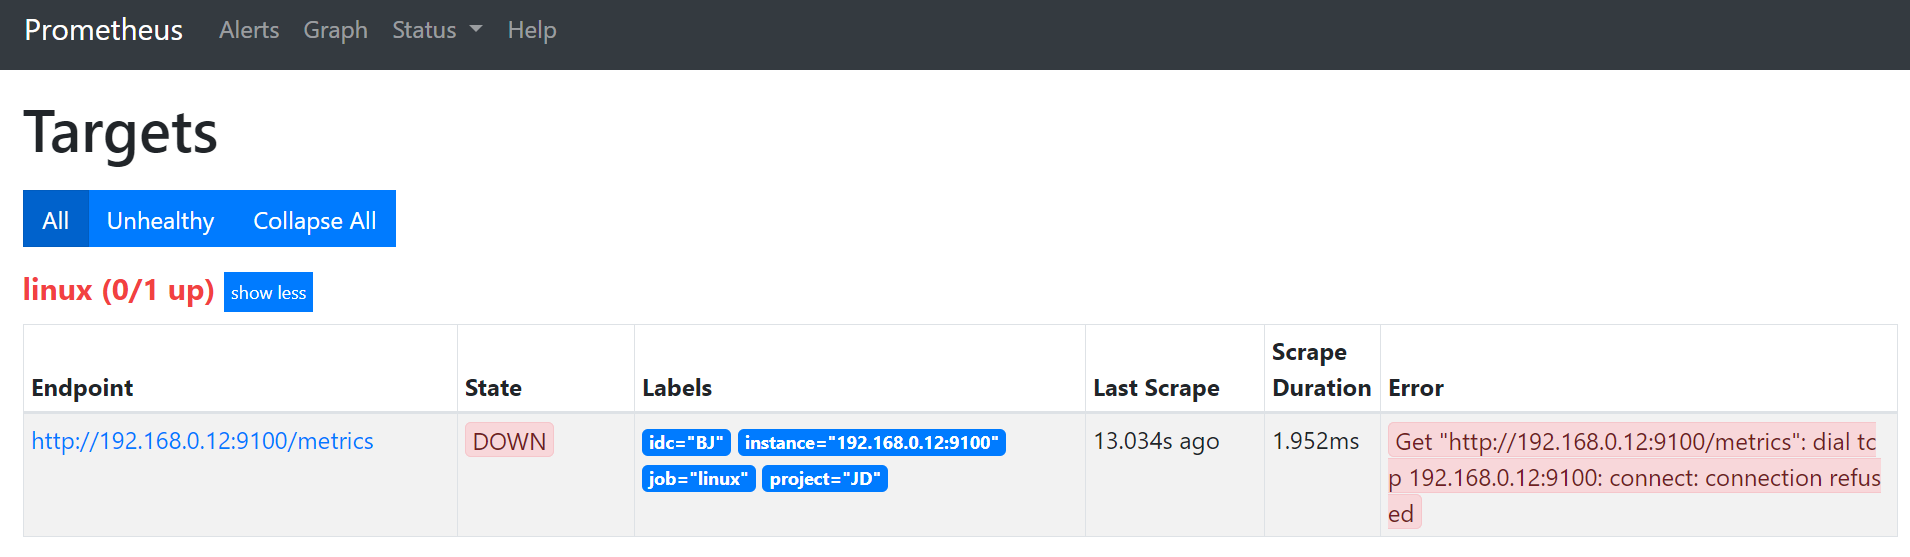 Prometheus Alerts Graph Status Help
Targets
All Unhealthy Collapse All
linux (0/1 up) show less
Endpoint State Labels Last Scrape Scrape Duration Error
http://192.168.0.12:9100/metrics DOWN idc="BJ" instance="192.168.0.12:9100" 13.034s ago 1.952ms Get "http://192.168.0.12:9100/metrics": dial tc
job="linux" project="JD" p 192.168.0.12:9100: connect: connection refus
ed